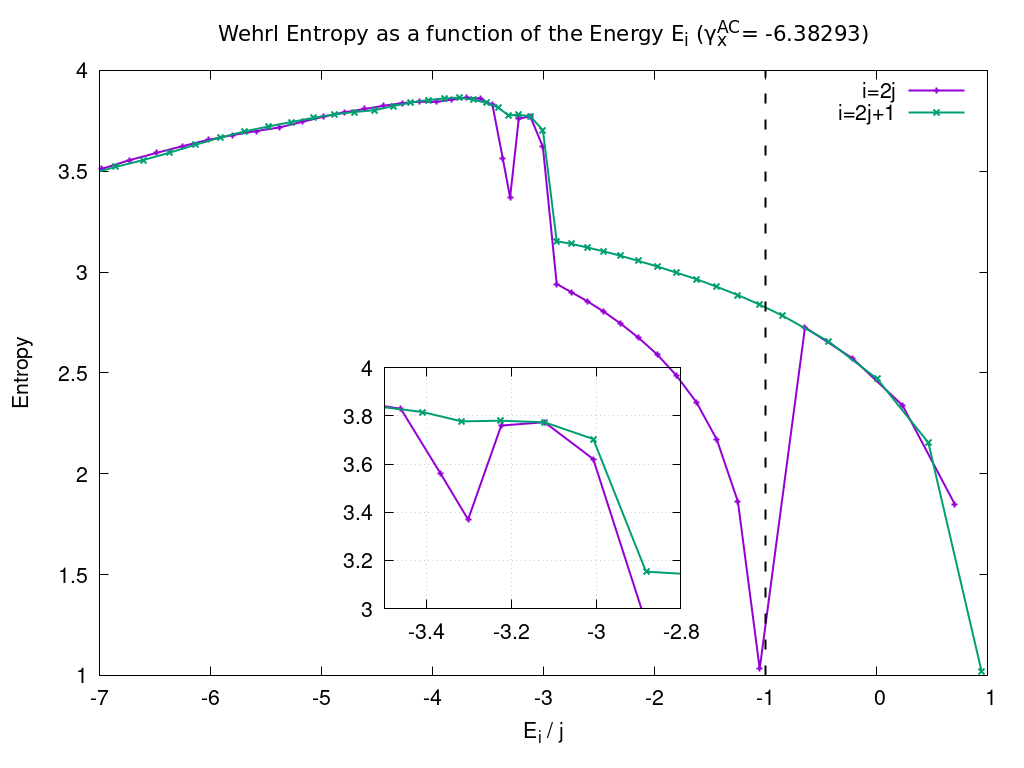 Wehrl Entropy as a function of the Energy Eᵢ (γₓᴬᶜ= -6.38293)
i=2j
i=2j+1
4
3.5
3
2.5
2
1.5
1
Entropy
-7 -6 -5 -4 -3 -2 -1 0 1
Eᵢ / j
4
3.8
3.6
3.4
3.2
3
-3.4 -3.2 -3 -2.8